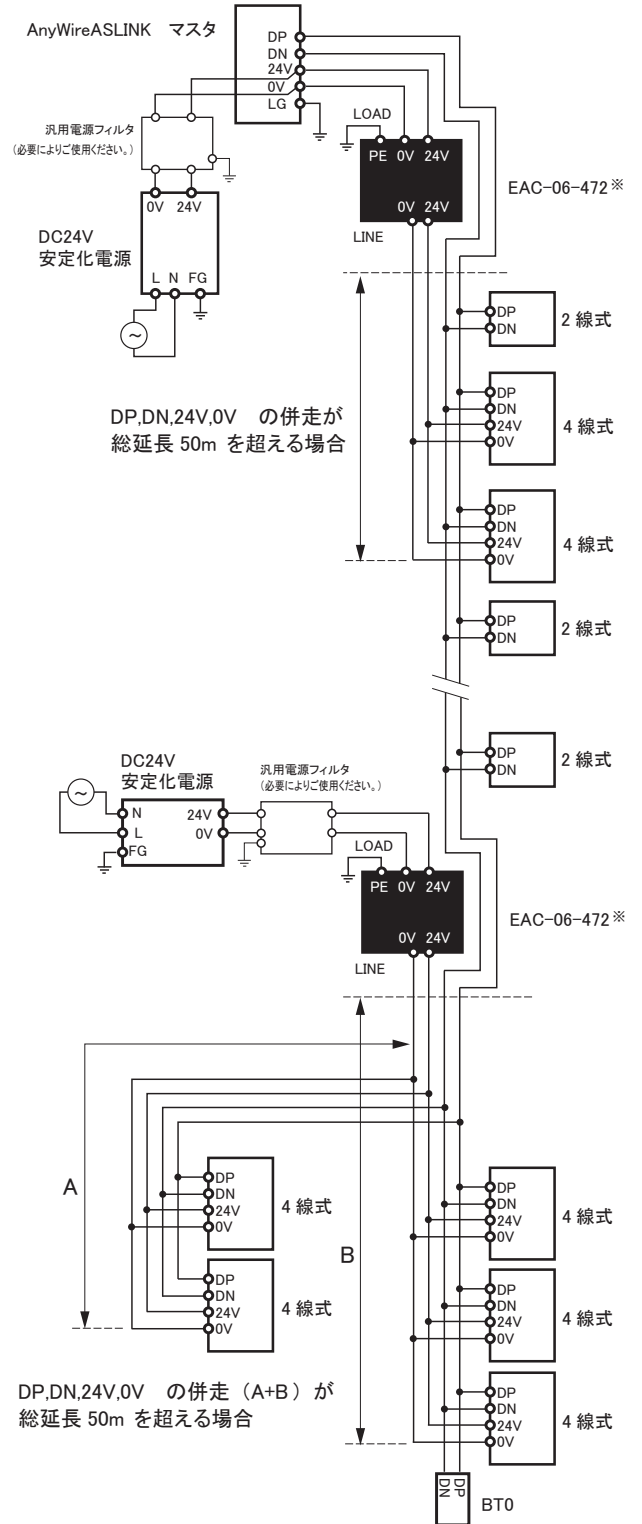 AnyWireASLINK マスタ
DP
DN
24V
0V
LG
汎用電源フィルタ
(必要によりご使用ください。)
0V 24V
DC24V
安定化電源
L N FG
LOAD
PE 0V 24V
0V 24V
LINE
EAC-06-472※
DP
DN
2線式
DP,DN,24V,0V の併走が
総延長 50m を超える場合
DP
DN
24V
0V
4線式
DP
DN
24V
0V
4線式
DP
DN
2線式
DP
DN
2線式
DC24V
安定化電源
N
L
FG
24V
0V
汎用電源フィルタ
(必要によりご使用ください。)
LOAD
PE 0V 24V
0V 24V
LINE
EAC-06-472※
A
DP
DN
24V
0V
4線式
DP
DN
24V
0V
4線式
B
DP
DN
24V
0V
4線式
DP
DN
24V
0V
4線式
DP
DN
24V
0V
4線式
DP,DN,24V,0V の併走(A+B)が
総延長 50m を超える場合
DP
DN
BT0